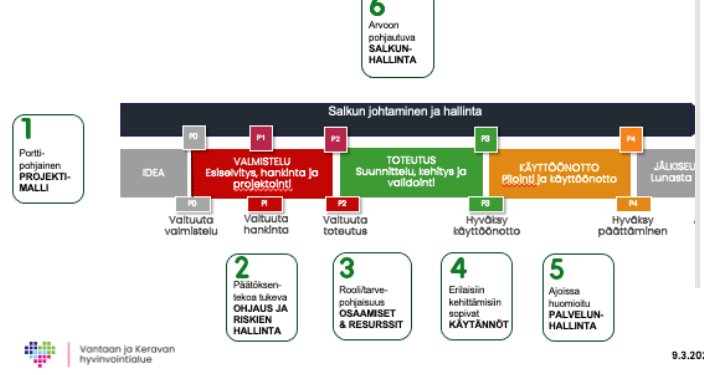 6
Arvoon
pohjautuva
SALKUN-
HALLINTA
Salkun johtaminen ja hallinta
1
Portti-
pohjainen
PROJEKTI-
MALLI
P0
P1
P2
P3
P4
IDEA
VALMISTELU
Esiselvitys, hankinta ja
projektointi
TOTEUTUS
Suunnittelu, kehitys ja
validointi
KÄYTTÖÖNOTTO
Pilointi ja käyttöönotto
JÄLKISEU
Lunasta
P0
P1
P2
P3
P4
Valtuuta
valmistelu
Valtuuta
hankinta
Valtuuta
toteutus
Hyväksy
käyttöönotto
Hyväksy
päättäminen
2
Päätöksen-
tekoa tukeva
OHJAUS JA
RISKIEN
HALLINTA
3
Rooli/tarve-
pohjaisuus
OSAAMISET
& RESURSSIT
4
Erilaisiin
kehittämisiin
sopivat
KÄYTÄNNÖT
5
Ajoissa
huomioitu
PALVELUN-
HALLINTA
Vantaan ja Keravan
hyvinvointialue
9.3.202